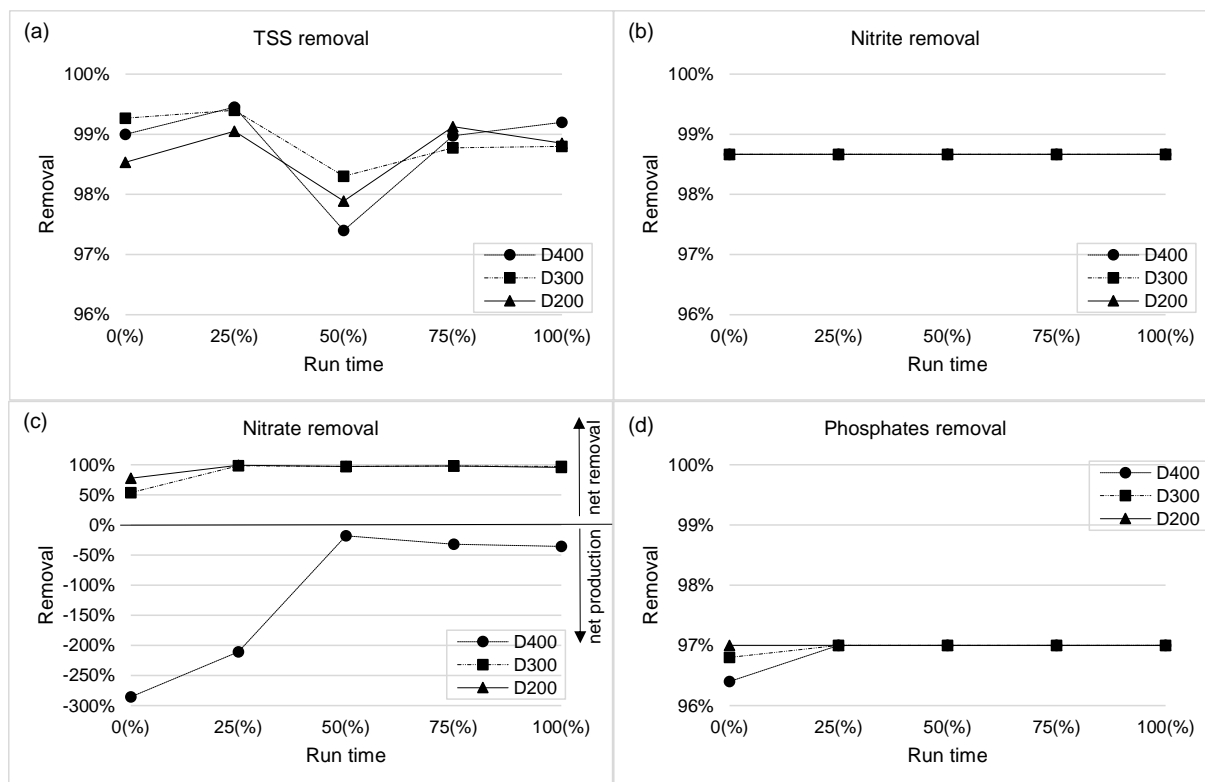 (a)
TSS removal
100%
99%
98%
97%
96%
Removal
0(%) 25(%) 50(%) 75(%) 100(%)
Run time
D400
D300
D200
(b)
Nitrite removal
100%
99%
98%
97%
96%
Removal
0(%) 25(%) 50(%) 75(%) 100(%)
Run time
D400
D300
D200
(c)
Nitrate removal
100%
50%
0%
-50%
-100%
-150%
-200%
-250%
-300%
Removal
0(%) 25(%) 50(%) 75(%) 100(%)
Run time
net removal
net production
D400
D300
D200
(d)
Phosphates removal
100%
99%
98%
97%
96%
Removal
0(%) 25(%) 50(%) 75(%) 100(%)
Run time
D400
D300
D200